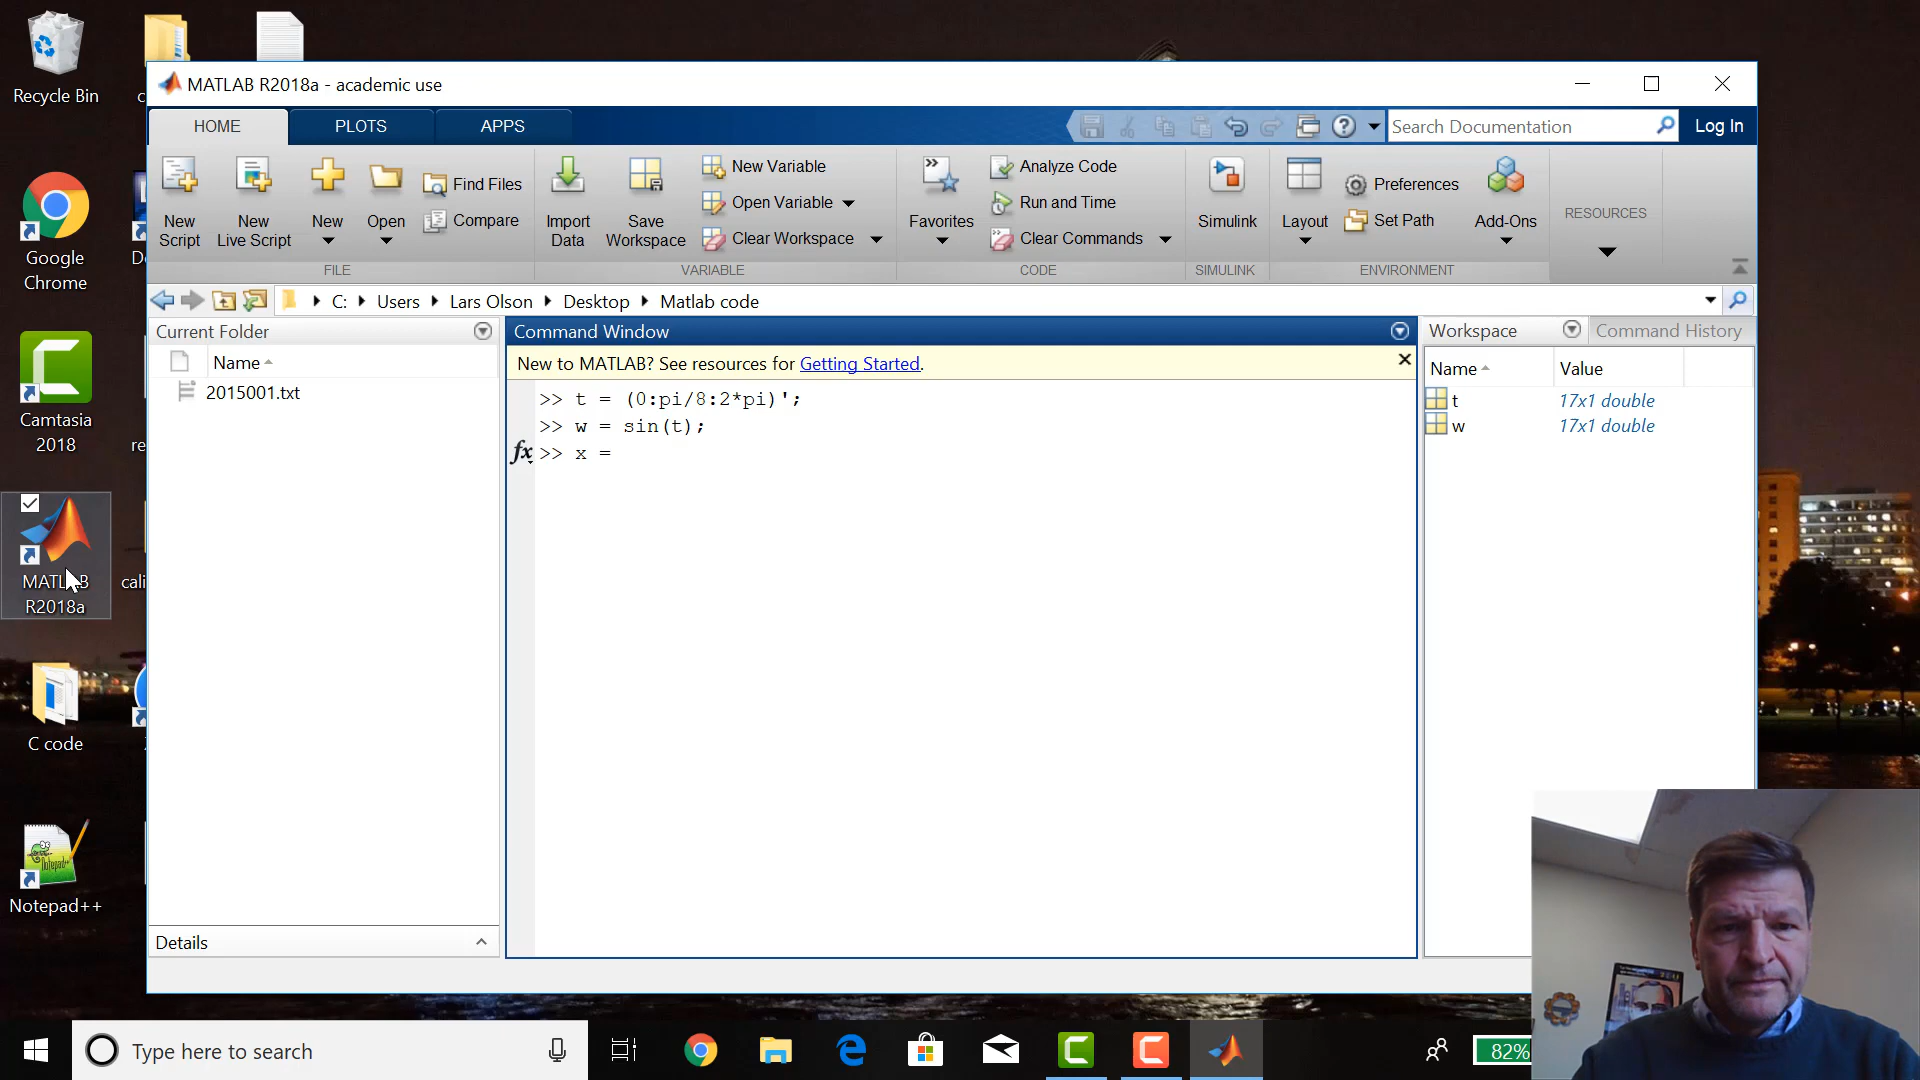 Recycle Bin
c
MATLAB R2018a - academic use
HOME
PLOTS
APPS
Search Documentation
Log In
New Script
New Live Script
New
Open
Find Files
Compare
Import Data
Save Workspace
New Variable
Open Variable
Clear Workspace
Favorites
Analyze Code
Run and Time
Clear Commands
Simulink
Layout
Preferences
Set Path
Add-Ons
RESOURCES
FILE
VARIABLE
CODE
SIMULINK
ENVIRONMENT
Google Chrome
C:
Users
Lars Olson
Desktop
Matlab code
Current Folder
Name
2015001.txt
Details
Command Window
New to MATLAB? See resources for Getting Started.
>> t = (0:pi/8:2*pi)';
>> w = sin(t);
fx >> x =
Workspace
Command History
Name
Value
t 17x1 double
w 17x1 double
Camtasia 2018
re
MATLAB R2018a
cali
C code
Notepad++
Type here to search
82%